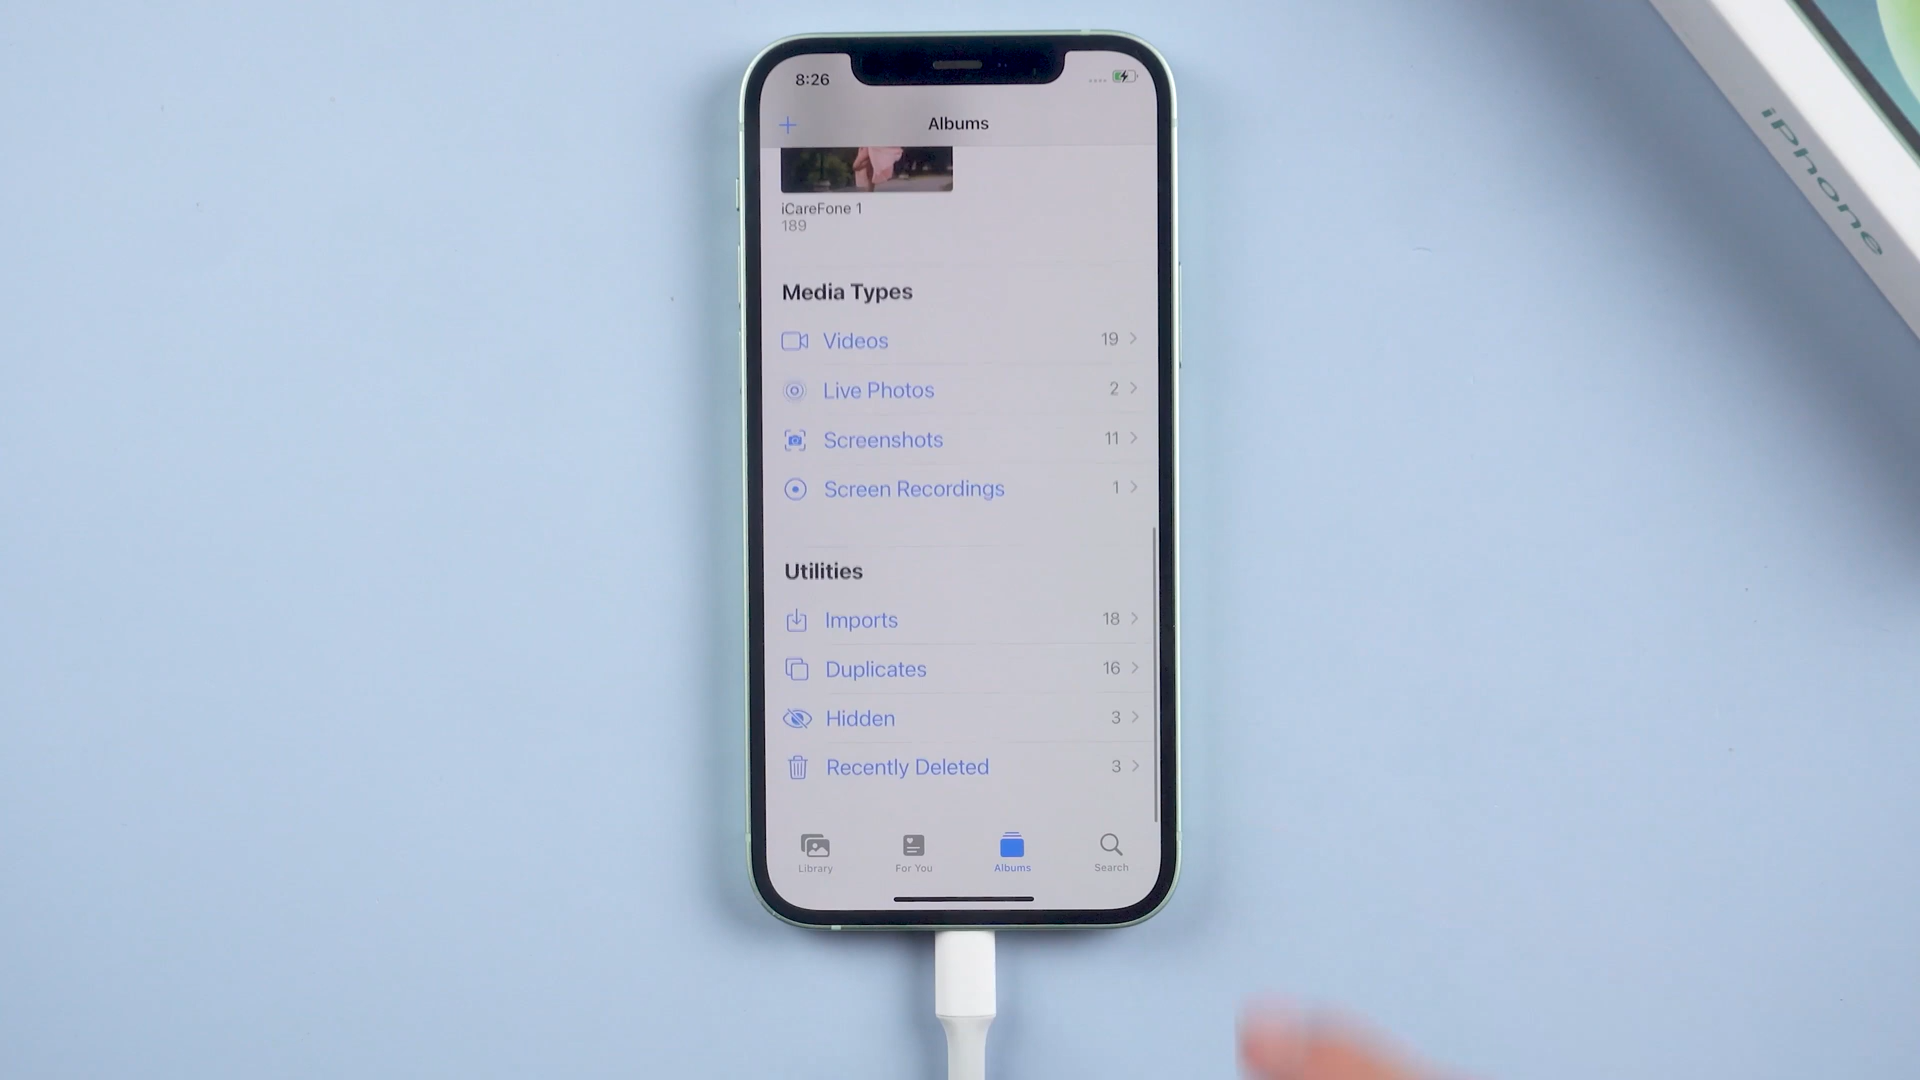 8:26
Albums
iCareFone 1
189
Media Types
Videos 19
Live Photos 2
Screenshots 11
Screen Recordings 1
Utilities
Imports 18
Duplicates 16
Hidden 3
Recently Deleted 3
Library For You Albums Search
iPhone